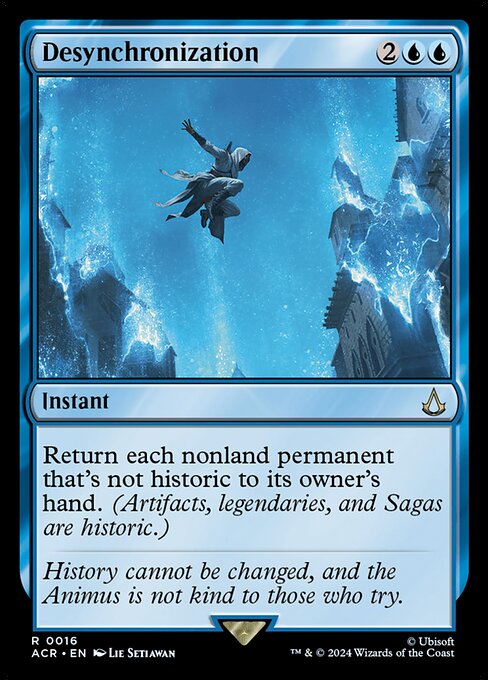 Desynchronization 2
Instant
Return each nonland permanent
that's not historic to its owner's
hand. (Artifacts, legendaries, and Sagas
are historic.)
History cannot be changed, and the
Animus is not kind to those who try.
R 0016
ACR • EN Lie Setiawan
© Ubisoft
™ & © 2024 Wizards of the Coast